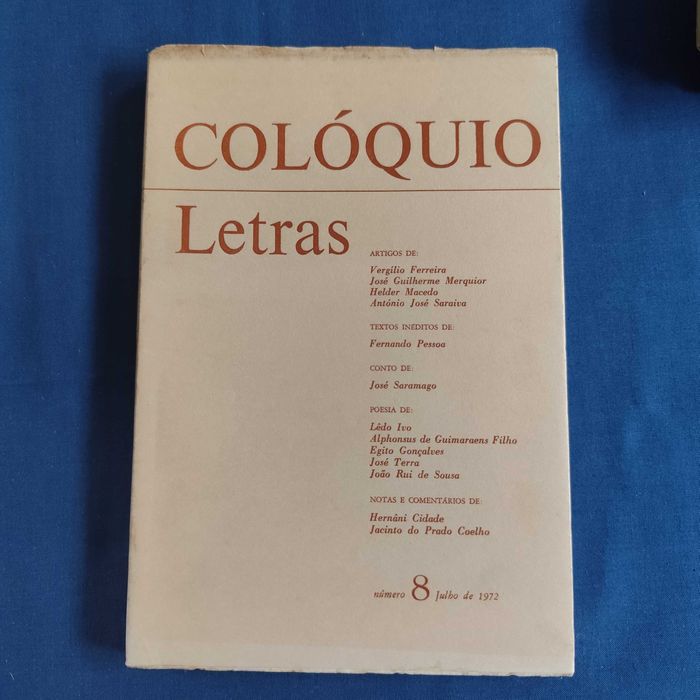 COLÓQUIO
Letras
ARTIGOS DE:
Vergílio Ferreira
José Guilherme Merquior
Helder Macedo
António José Saraiva
TEXTOS INÉDITOS DE:
Fernando Pessoa
CONTO DE:
José Saramago
POESIA DE:
Lêdo Ivo
Alphonsus de Guimaraens Filho
Egito Gonçalves
José Terra
João Rui de Sousa
NOTAS E COMENTÁRIOS DE:
Hernâni Cidade
Jacinto do Prado Coelho
número 8 Julho de 1972